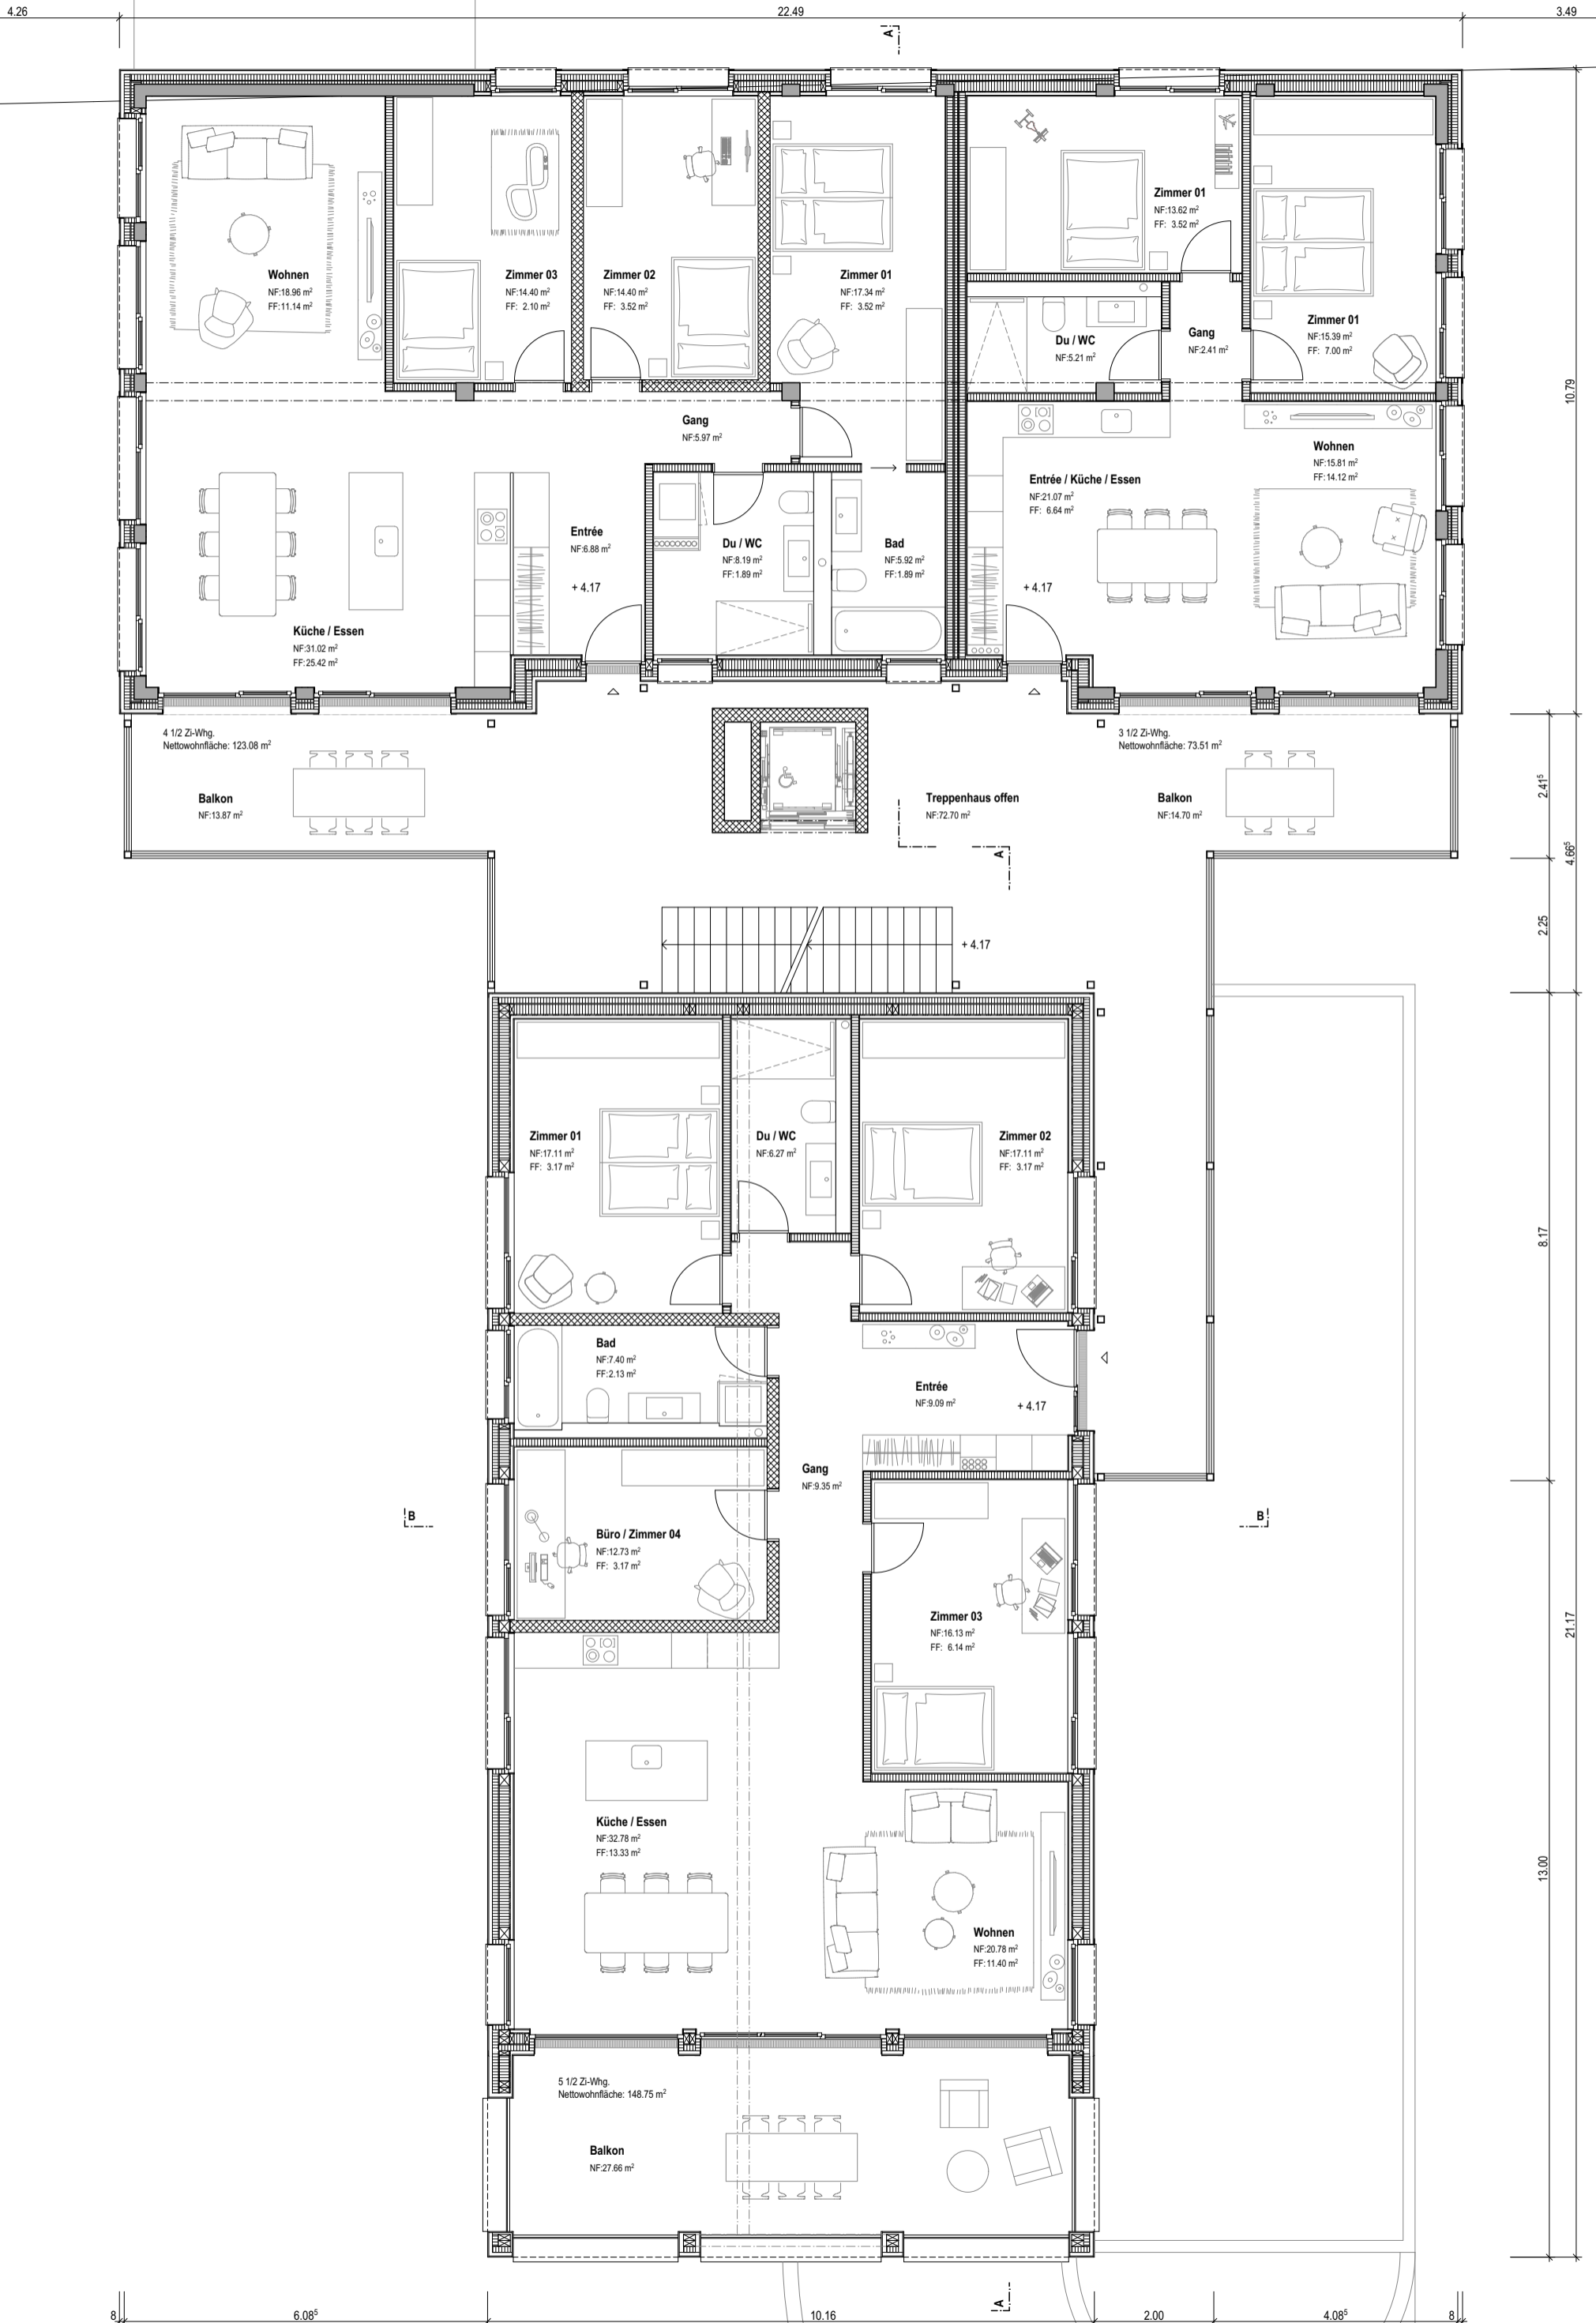 4.26
22.49
3.49
A
Wohnen
NF:18.96 m²
FF:11.14 m²
Zimmer 03
NF:14.40 m²
FF: 2.10 m²
Zimmer 02
NF:14.40 m²
FF: 3.52 m²
Zimmer 01
NF:17.34 m²
FF: 3.52 m²
Zimmer 01
NF:13.62 m²
FF: 3.52 m²
Zimmer 01
NF:15.39 m²
FF: 7.00 m²
Du / WC
NF:5.21 m²
Gang
NF:2.41 m²
10.79
Gang
NF:5.97 m²
Wohnen
NF:15.81 m²
FF:14.12 m²
Entrée / Küche / Essen
NF:21.07 m²
FF: 6.64 m²
+ 4.17
Entrée
NF:6.88 m²
+ 4.17
Du / WC
NF:8.19 m²
FF:1.89 m²
Bad
NF:5.92 m²
FF:1.89 m²
Küche / Essen
NF:31.02 m²
FF:25.42 m²
4 1/2 Zi-Whg.
Nettowohnfläche: 123.08 m²
3 1/2 Zi-Whg.
Nettowohnfläche: 73.51 m²
Balkon
NF:13.87 m²
Treppenhaus offen
NF:72.70 m²
Balkon
NF:14.70 m²
2.41⁵
4.66⁵
A
2.25
+ 4.17
Zimmer 01
NF:17.11 m²
FF: 3.17 m²
Du / WC
NF:6.27 m²
Zimmer 02
NF:17.11 m²
FF: 3.17 m²
8.17
Bad
NF:7.40 m²
FF:2.13 m²
Entrée
NF:9.09 m²
+ 4.17
Gang
NF:9.35 m²
B
B
Büro / Zimmer 04
NF:12.73 m²
FF: 3.17 m²
Zimmer 03
NF:16.13 m²
FF: 6.14 m²
21.17
Küche / Essen
NF:32.78 m²
FF:13.33 m²
13.00
Wohnen
NF:20.78 m²
FF:11.40 m²
5 1/2 Zi-Whg.
Nettowohnfläche: 148.75 m²
Balkon
NF:27.66 m²
A
8
6.08⁵
10.16
2.00
4.08⁵
8